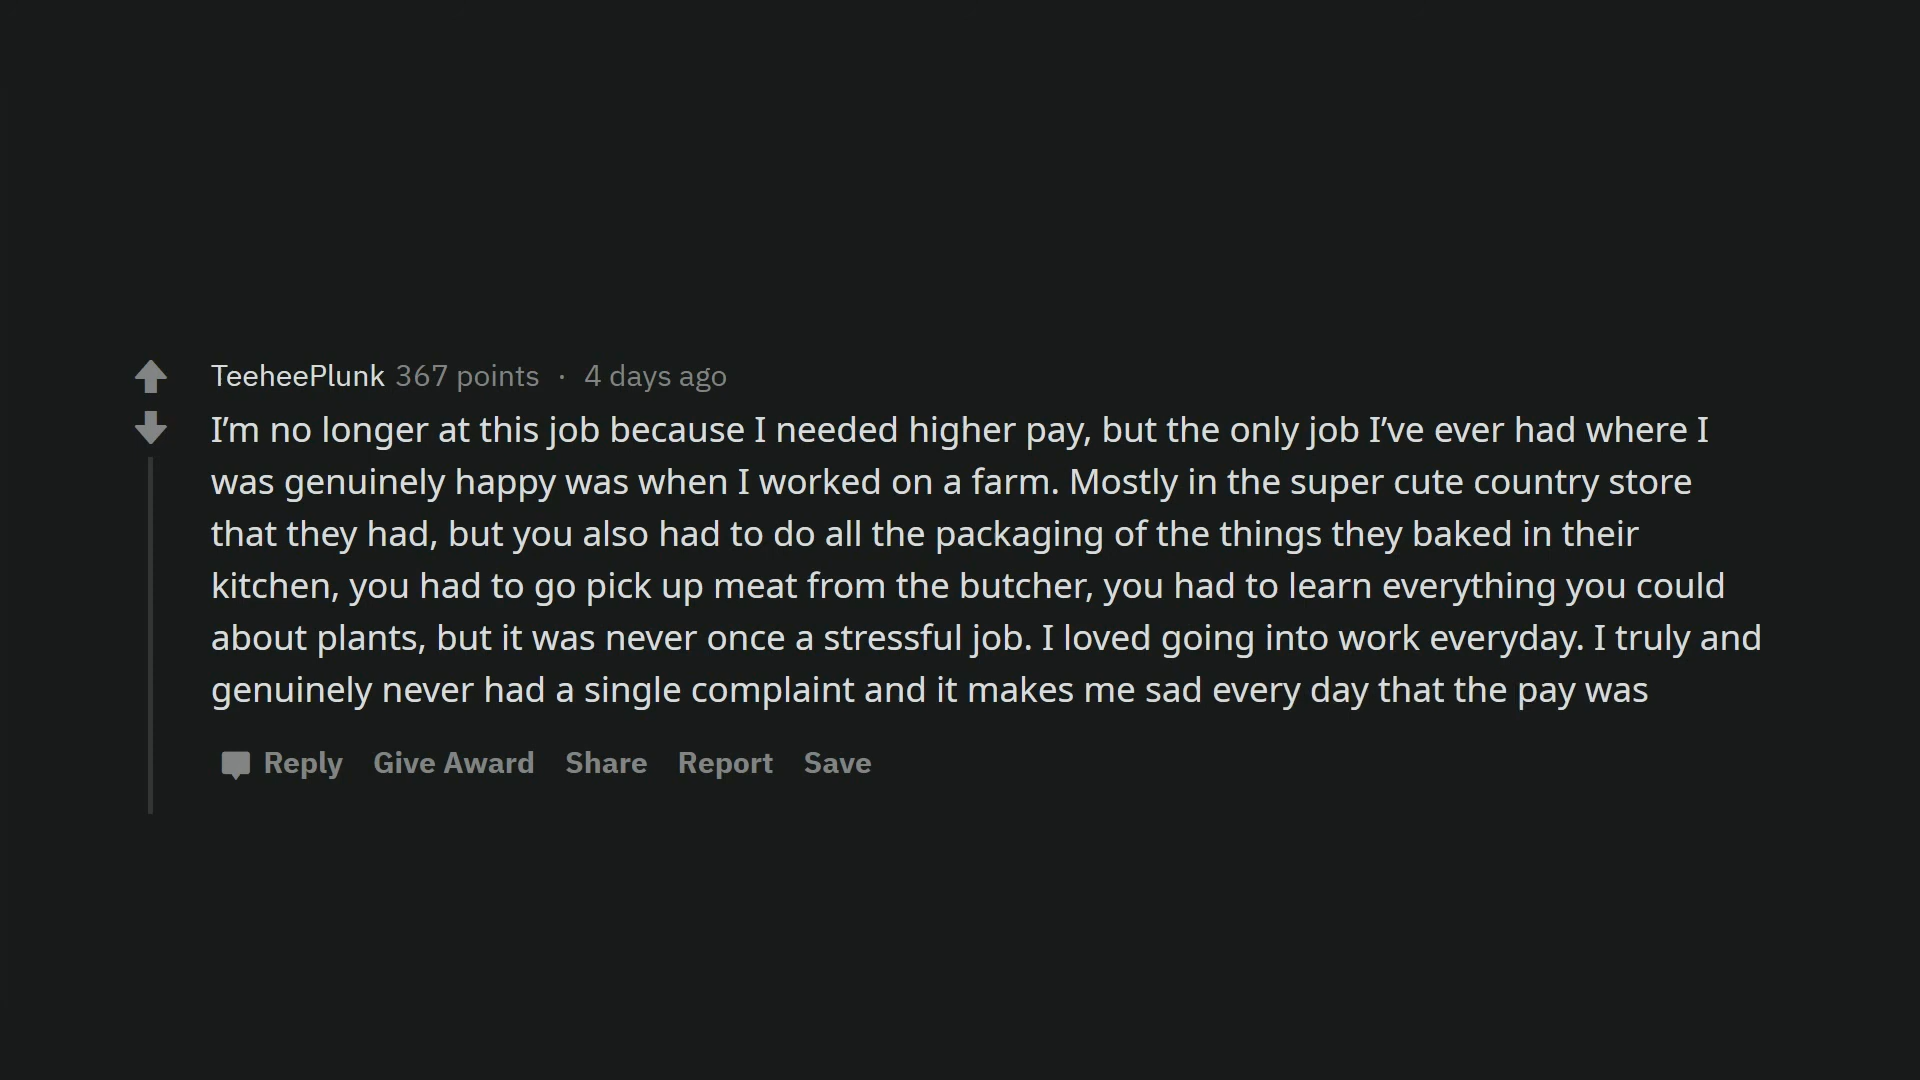 TeeheePlunk 367 points · 4 days ago
I’m no longer at this job because I needed higher pay, but the only job I’ve ever had where I
was genuinely happy was when I worked on a farm. Mostly in the super cute country store
that they had, but you also had to do all the packaging of the things they baked in their
kitchen, you had to go pick up meat from the butcher, you had to learn everything you could
about plants, but it was never once a stressful job. I loved going into work everyday. I truly and
genuinely never had a single complaint and it makes me sad every day that the pay was
Reply Give Award Share Report Save